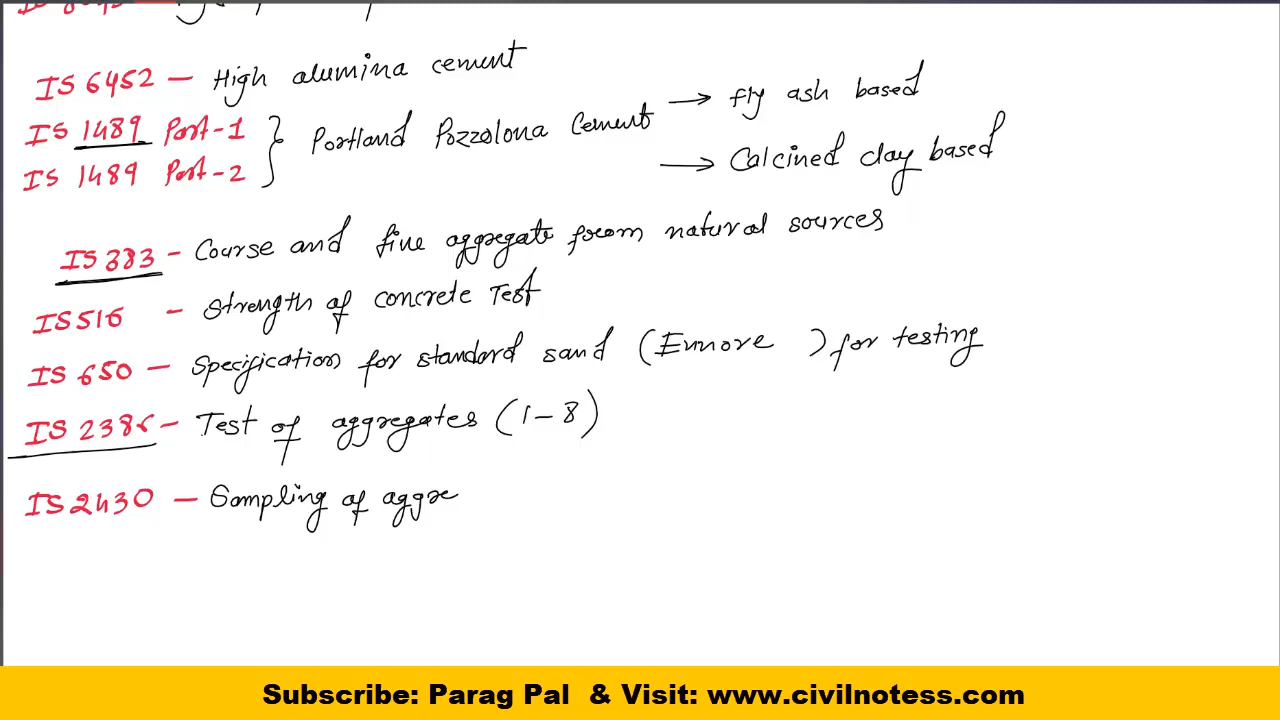 IS 6452 — High alumina cement
IS 1489 Part-1 } Portland Pozzolona Cement → fly ash based
IS 1489 Part-2 → Calcined clay based
IS 383 - Course and fine aggregate from natural sources
IS 516 - Strength of concrete Test
IS 650 — Specification for standard sand (Ennore ) for testing
IS 2386 - Test of aggregates (1-8)
IS 2430 — Sampling of aggre
Subscribe: Parag Pal & Visit: www.civilnotess.com